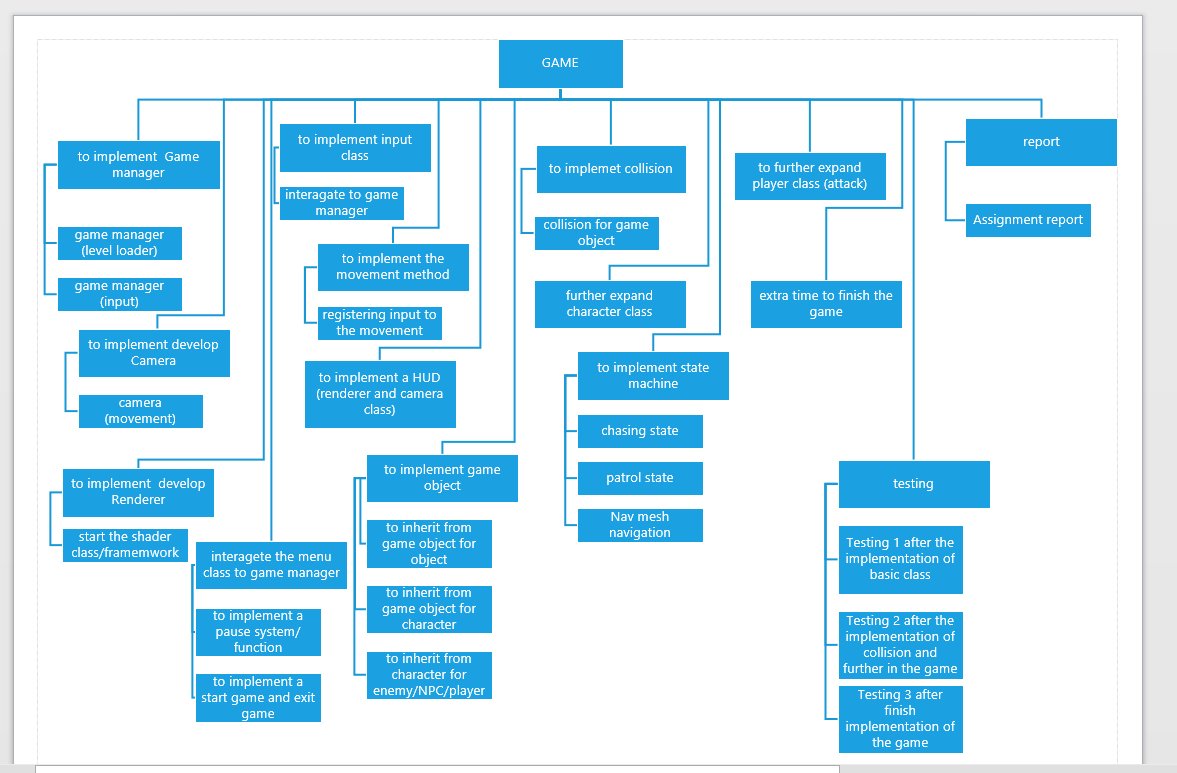 GAME
to implement  Game
manager
game manager
(level loader)
game manager
(input)
to implement develop
Camera
camera
(movement)
to implement  develop
Renderer
start the shader
class/framemwork
interagete the menu
class to game manager
to implement a
pause system/
function
to implement a
start game and exit
game
to implement input
class
interagate to game
manager
to implement the
movement method
registering input to
the movement
to implement a HUD
(renderer and camera
class)
to implement game
object
to inherit from
game object for
object
to inherit from
game object for
character
to inherit from
character for
enemy/NPC/player
to implemet collision
collision for game
object
further expand
character class
to implement state
machine
chasing state
patrol state
Nav mesh
navigation
to further expand
player class (attack)
extra time to finish the
game
testing
Testing 1 after the
implementation of
basic class
Testing 2 after the
implementation of
collision and
further in the game
Testing 3 after
finish
implementation of
the game
report
Assignment report